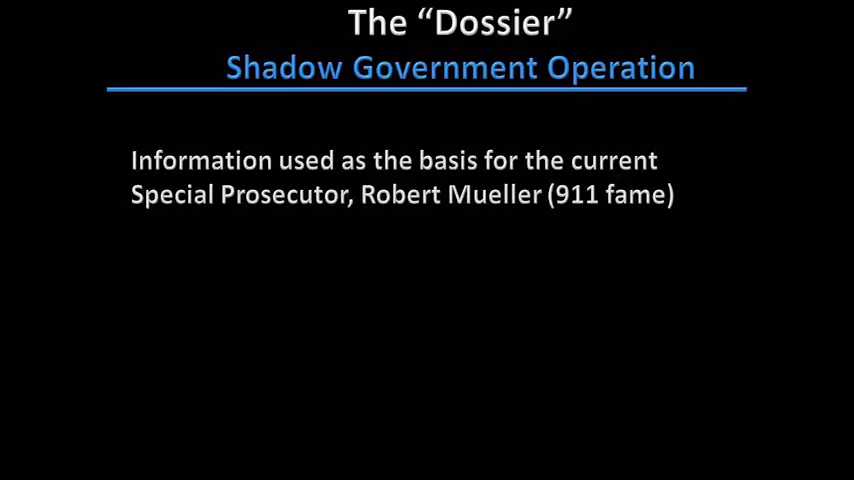 The “Dossier”
Shadow Government Operation
Information used as the basis for the current
Special Prosecutor, Robert Mueller (911 fame)